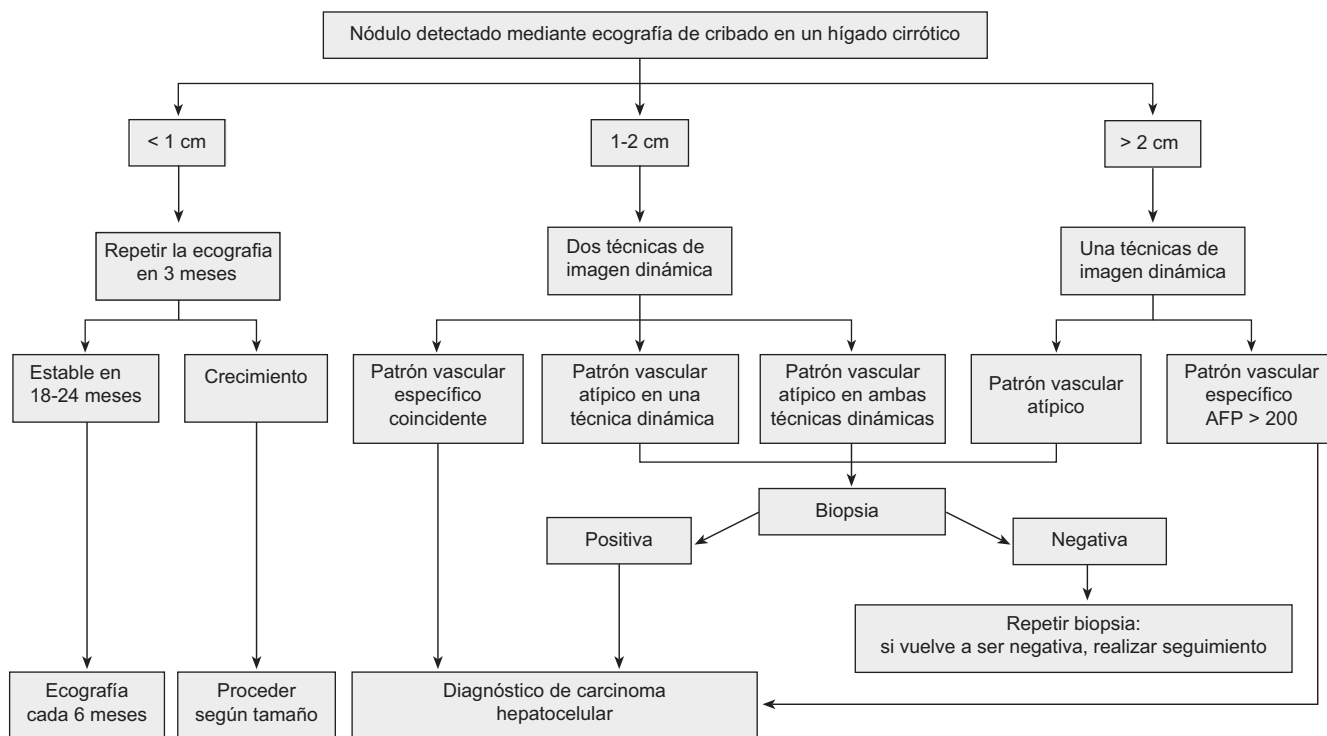 Nódulo detectado mediante ecografía de cribado en un hígado cirrótico
< 1 cm
1-2 cm
> 2 cm
Repetir la ecografia
en 3 meses
Dos técnicas de
imagen dinámica
Una técnicas de
imagen dinámica
Estable en
18-24 meses
Crecimiento
Patrón vascular
específico
coincidente
Patrón vascular
atípico en una
técnica dinámica
Patrón vascular
atípico en ambas
técnicas dinámicas
Patrón vascular
atípico
Patrón vascular
específico
AFP > 200
Biopsia
Positiva
Negativa
Repetir biopsia:
si vuelve a ser negativa, realizar seguimiento
Ecografía
cada 6 meses
Proceder
según tamaño
Diagnóstico de carcinoma
hepatocelular